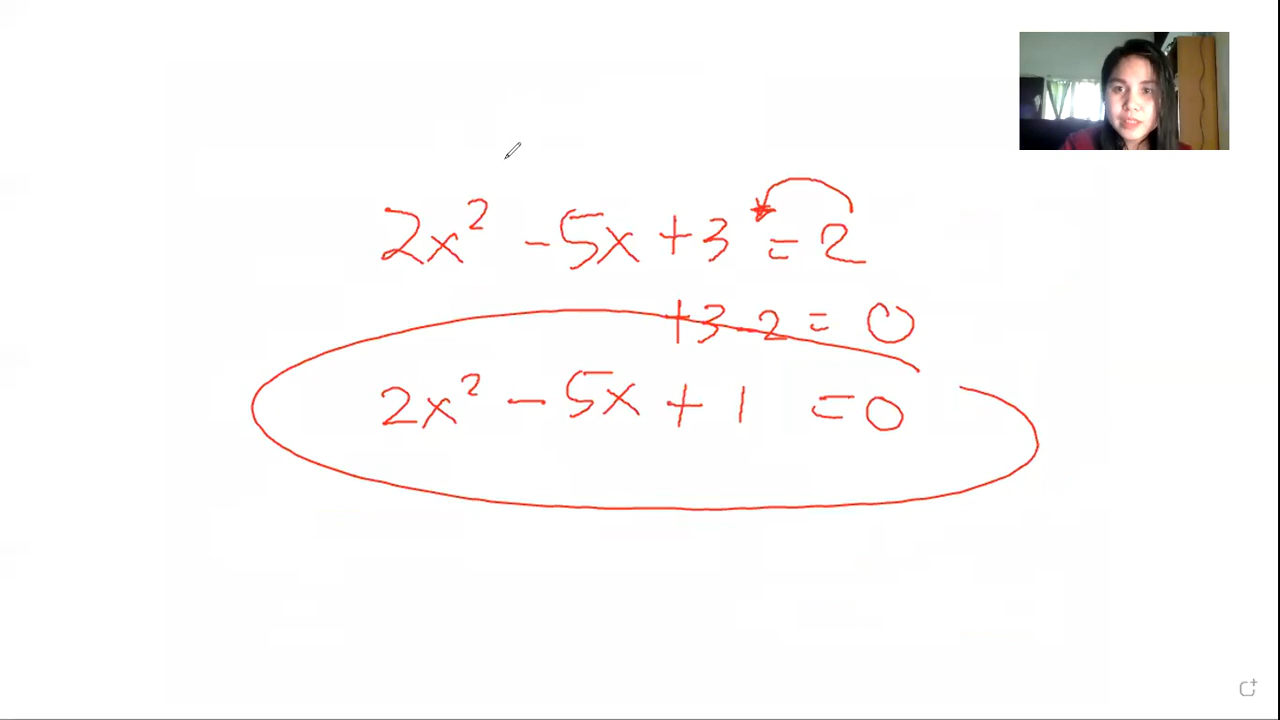 2x² - 5x + 3 = 2
+3-2 = 0
2x² - 5x + 1 = 0